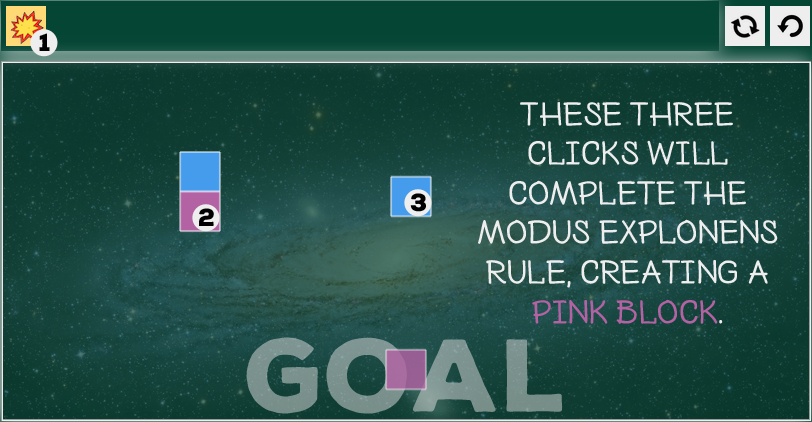 1
THESE THREE
CLICKS WILL
COMPLETE THE
MODUS EXPLONENS
RULE, CREATING A
PINK BLOCK.
2
3
GOAL